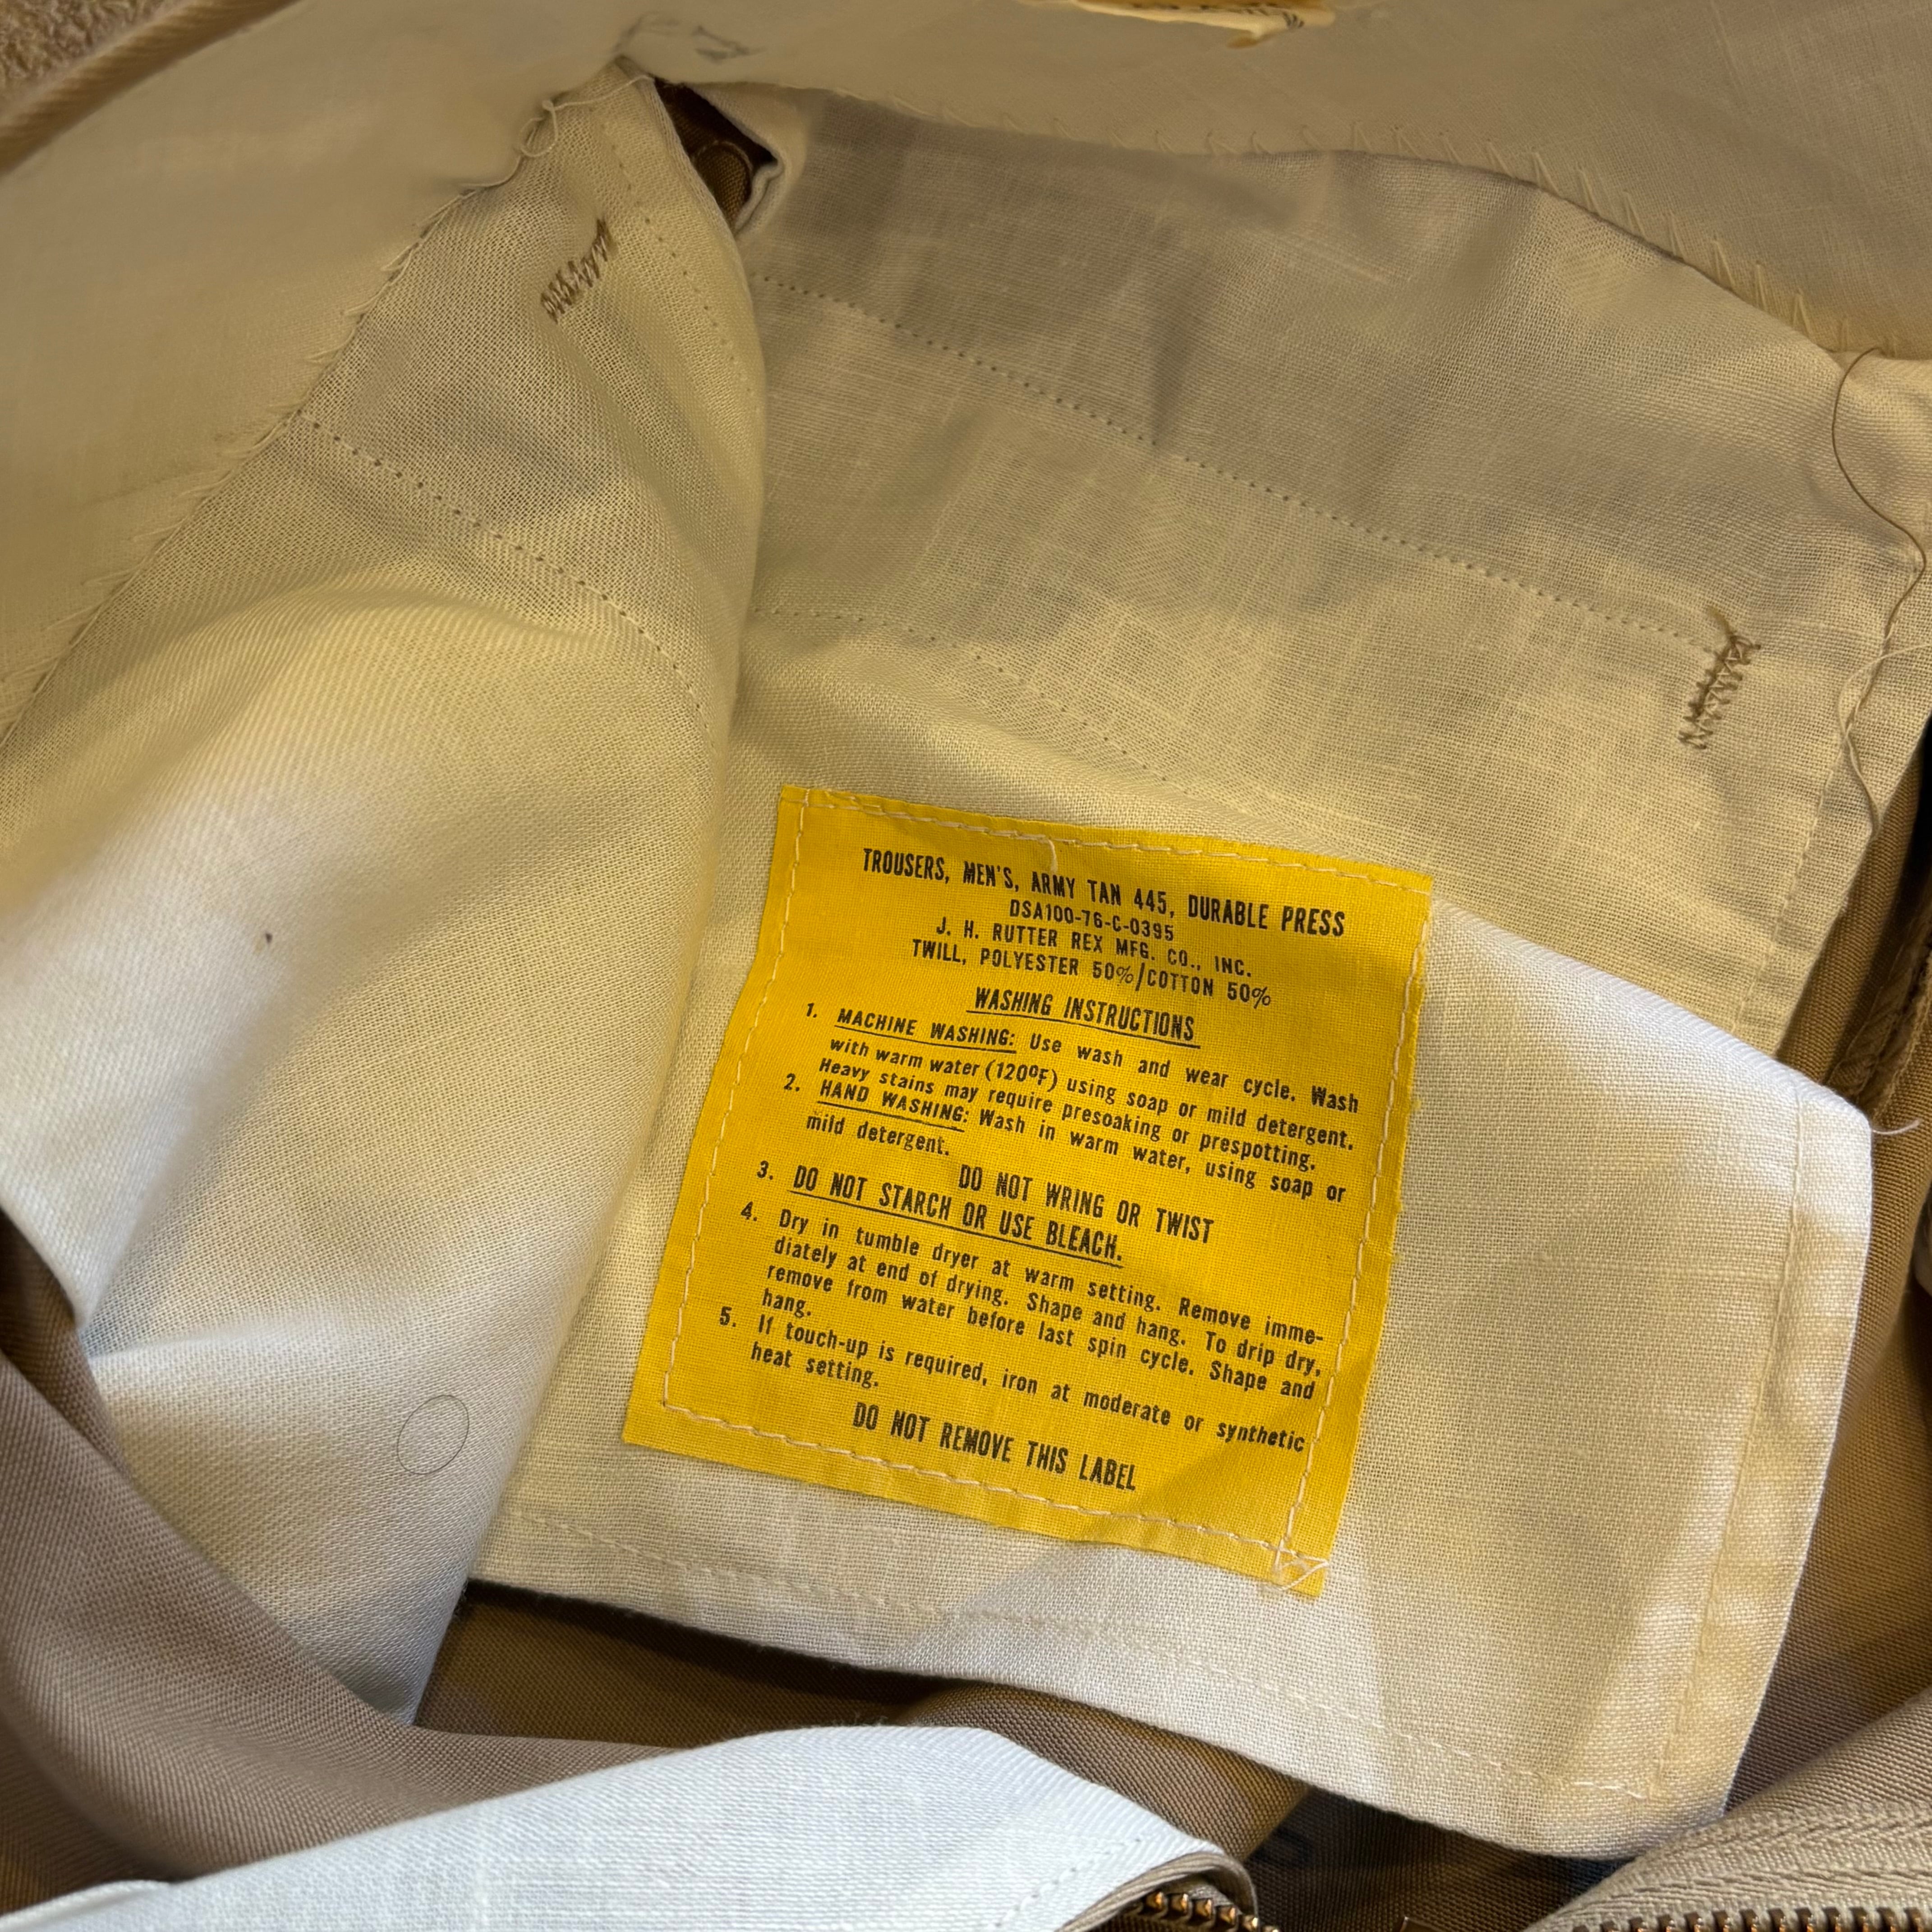 TROUSERS, MEN'S, ARMY TAN 445, DURABLE PRESS
DSA100-76-C-0395
J. H. RUTTER REX MFG. CO., INC.
TWILL, POLYESTER 50%/COTTON 50%
WASHING INSTRUCTIONS
1. MACHINE WASHING: Use wash and wear cycle. Wash
with warm water (120ºF) using soap or mild detergent.
Heavy stains may require presoaking or prespotting.
2. HAND WASHING: Wash in warm water, using soap or
mild detergent.
DO NOT WRING OR TWIST
3. DO NOT STARCH OR USE BLEACH.
4. Dry in tumble dryer at warm setting. Remove imme-
diately at end of drying. Shape and hang. To drip dry,
remove from water before last spin cycle. Shape and
hang.
5. If touch-up is required, iron at moderate or synthetic
heat setting.
DO NOT REMOVE THIS LABEL